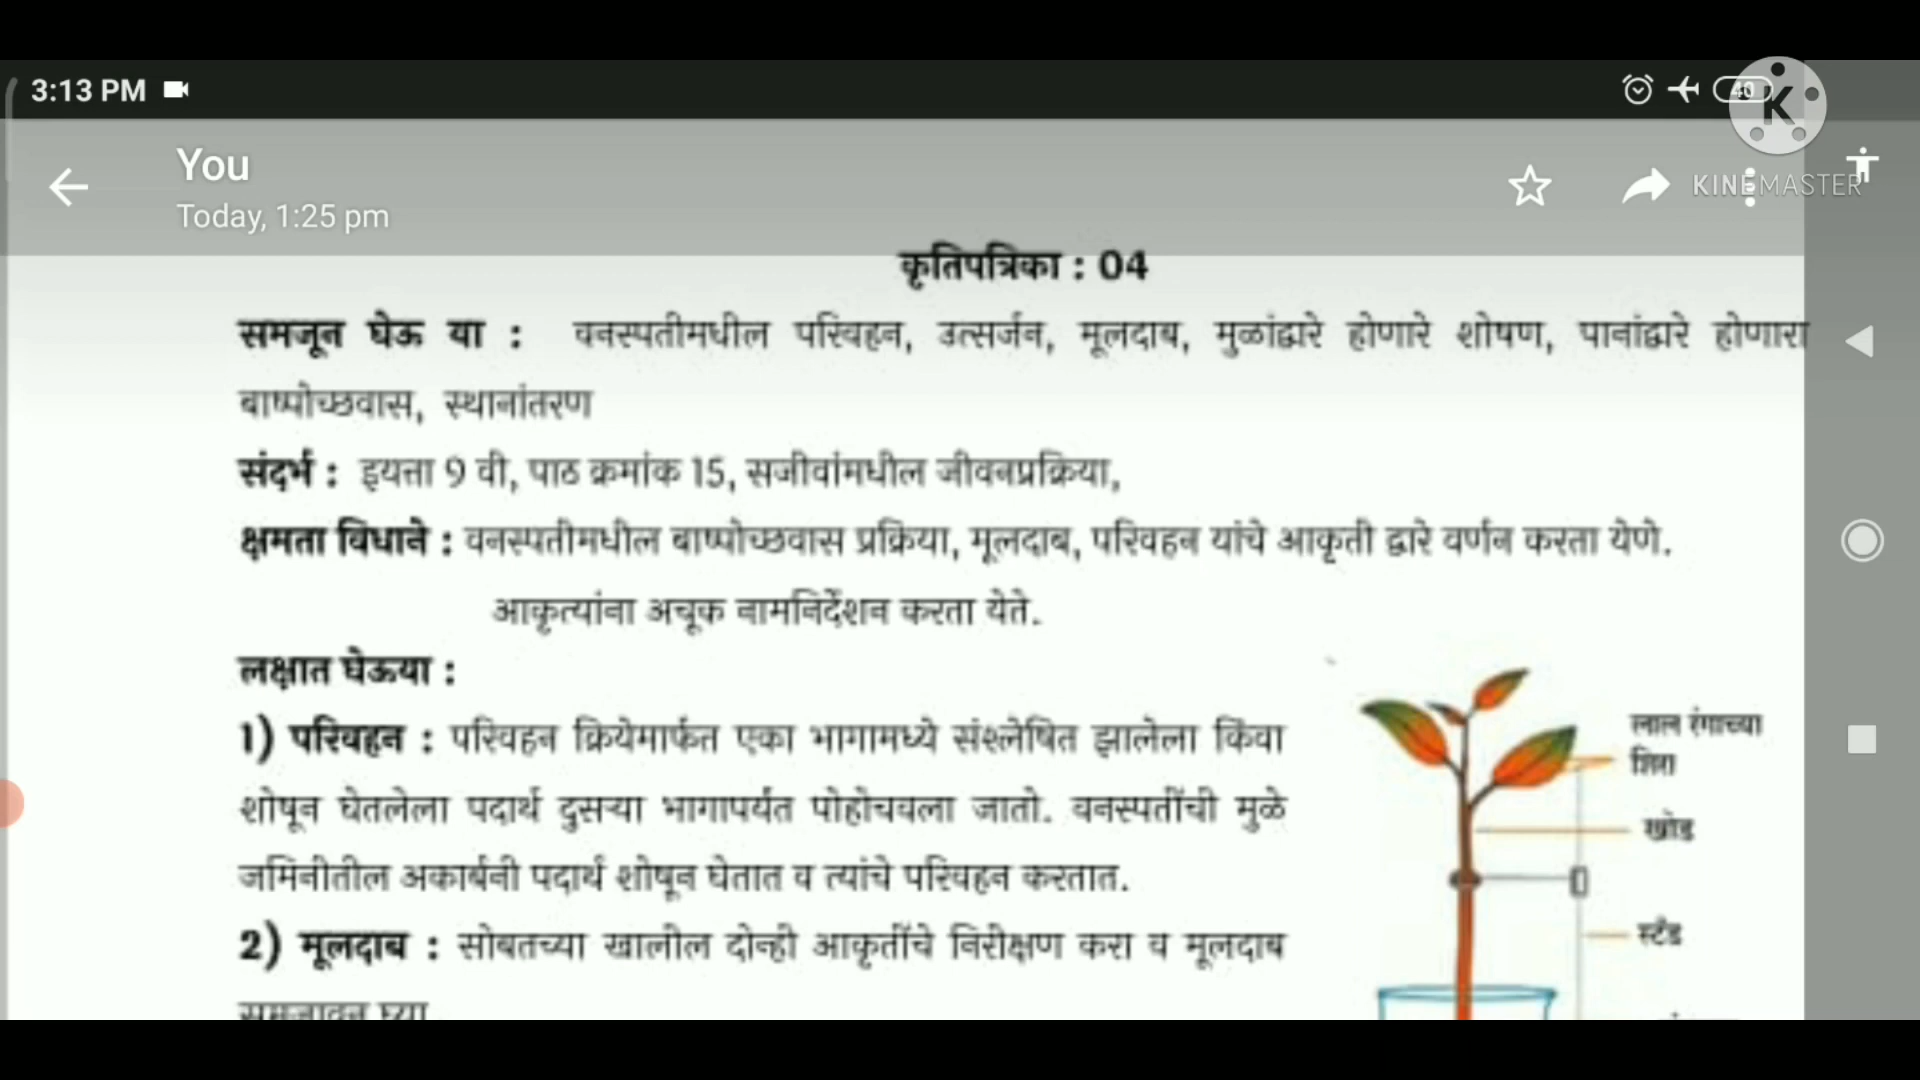 3:13 PM
40
You
Today, 1:25 pm
K
KINEMASTER
कृतिपत्रिका : 04
समजून घेऊ या : वनस्पतीमधील परिवहन, उत्सर्जन, मूलदाब, मुळांद्वारे होणारे शोषण, पानांद्वारे होणारा
बाष्पोच्छवास, स्थानांतरण
संदर्भ : इयत्ता 9 वी, पाठ क्रमांक 15, सजीवांमधील जीवनप्रक्रिया,
क्षमता विधाने : वनस्पतीमधील बाष्पोच्छवास प्रक्रिया, मूलदाब, परिवहन यांचे आकृती द्वारे वर्णन करता येणे.
आकृत्यांना अचूक नामनिर्देशन करता येते.
लक्षात घेऊया :
1) परिवहन : परिवहन क्रियेमार्फत एका भागामध्ये संश्लेषित झालेला किंवा
शोषून घेतलेला पदार्थ दुसऱ्या भागापर्यंत पोहोचवला जातो. वनस्पतींची मुळे
जमिनीतील अकार्बनी पदार्थ शोषून घेतात व त्यांचे परिवहन करतात.
2) मूलदाब : सोबतच्या खालील दोन्ही आकृतींचे निरीक्षण करा व मूलदाब
समजावून घ्या
लाल रंगाच्या
शिरा
खोड
स्टँड